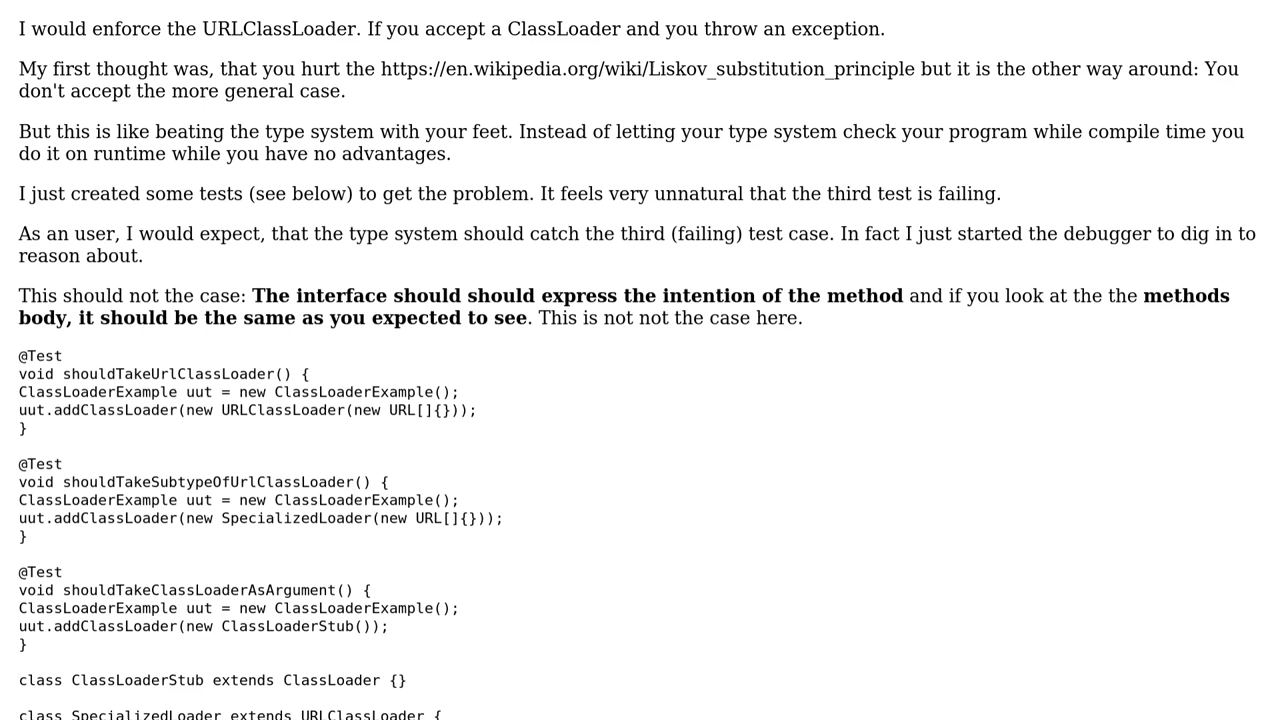 I would enforce the URLClassLoader. If you accept a ClassLoader and you throw an exception.
My first thought was, that you hurt the https://en.wikipedia.org/wiki/Liskov_substitution_principle but it is the other way around: You
don't accept the more general case.
But this is like beating the type system with your feet. Instead of letting your type system check your program while compile time you
do it on runtime while you have no advantages.
I just created some tests (see below) to get the problem. It feels very unnatural that the third test is failing.
As an user, I would expect, that the type system should catch the third (failing) test case. In fact I just started the debugger to dig in to
reason about.
This should not the case: The interface should should express the intention of the method and if you look at the the methods
body, it should be the same as you expected to see. This is not not the case here.
@Test
void shouldTakeUrlClassLoader() {
ClassLoaderExample uut = new ClassLoaderExample();
uut.addClassLoader(new URLClassLoader(new URL[]{}));
}
@Test
void shouldTakeSubtypeOfUrlClassLoader() {
ClassLoaderExample uut = new ClassLoaderExample();
uut.addClassLoader(new SpecializedLoader(new URL[]{}));
}
@Test
void shouldTakeClassLoaderAsArgument() {
ClassLoaderExample uut = new ClassLoaderExample();
uut.addClassLoader(new ClassLoaderStub());
}
class ClassLoaderStub extends ClassLoader {}
class SpecializedLoader extends URLClassLoader {